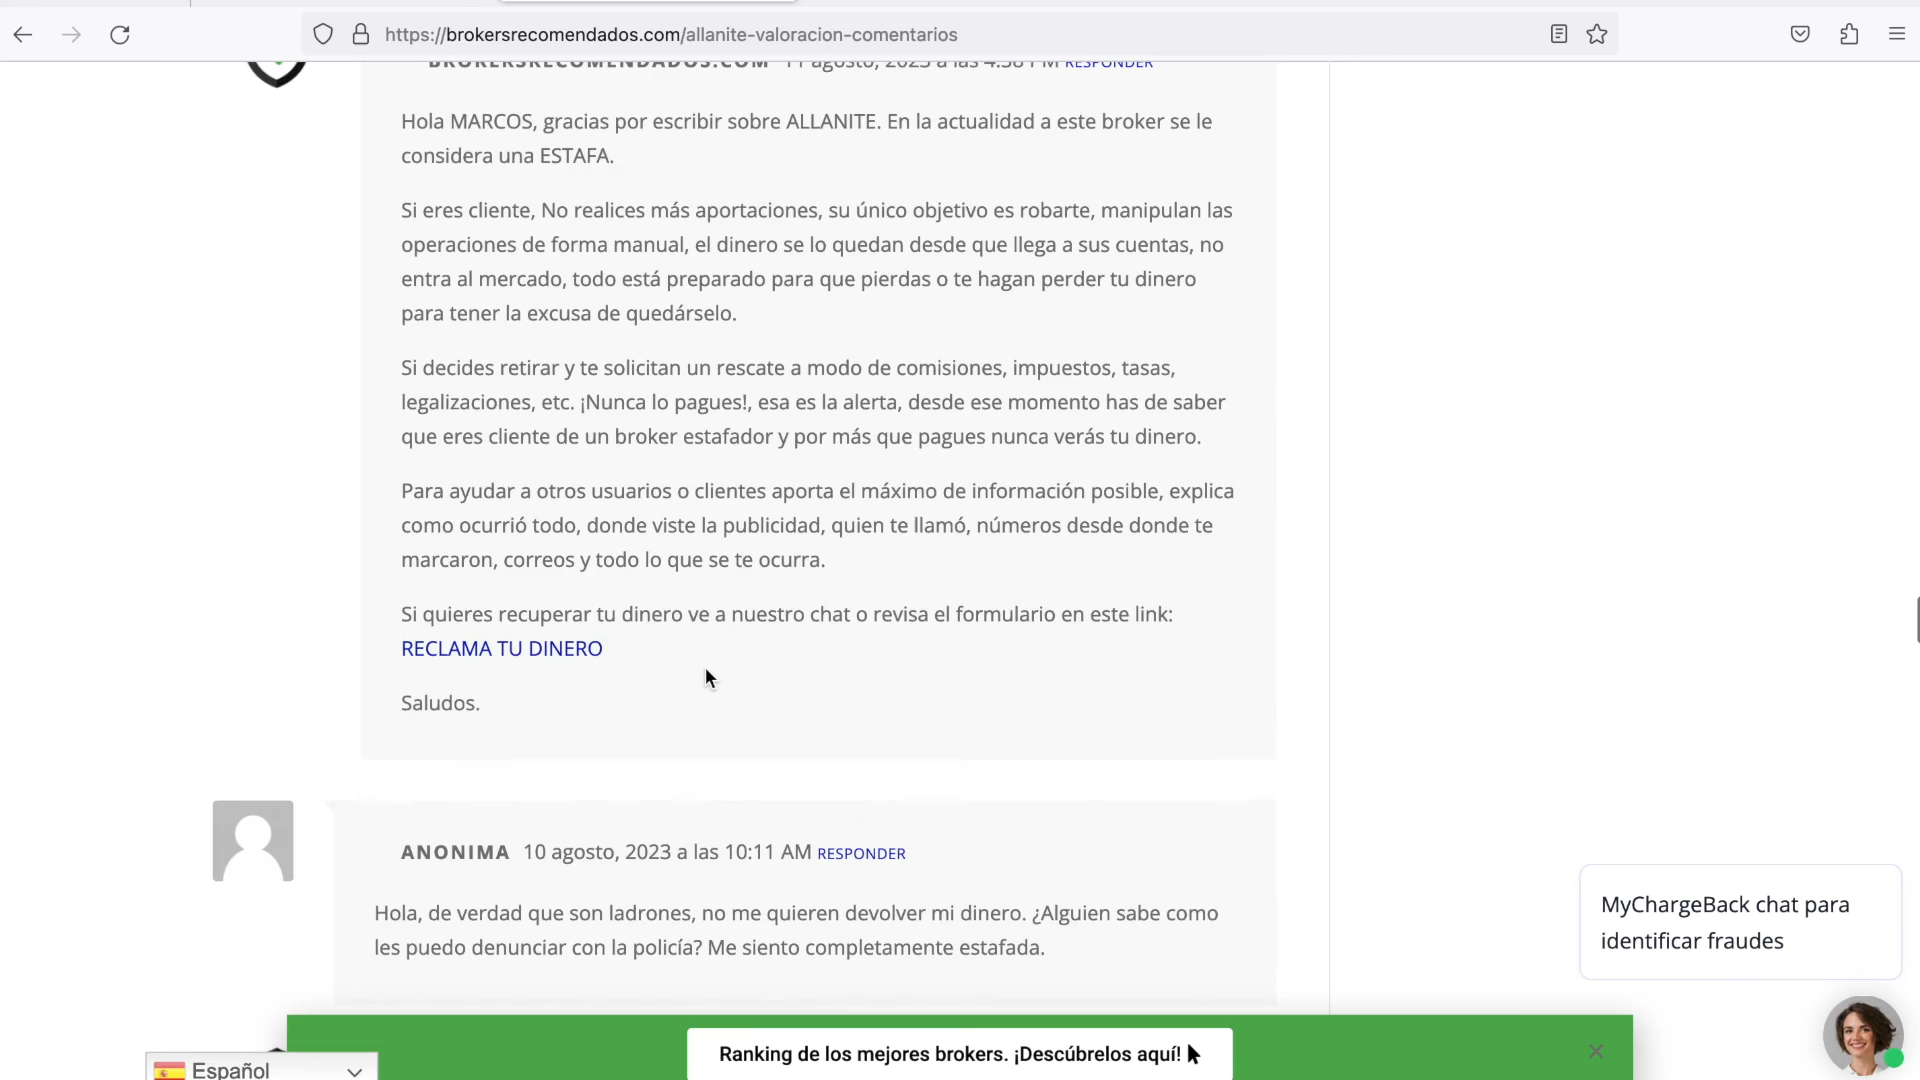 https://brokersrecomendados.com/allanite-valoracion-comentarios
BROKERSRECOMENDADOS.COM 11 agosto, 2023 a las 4:38 PM RESPONDER
Hola MARCOS, gracias por escribir sobre ALLANITE. En la actualidad a este broker se le
considera una ESTAFA.
Si eres cliente, No realices más aportaciones, su único objetivo es robarte, manipulan las
operaciones de forma manual, el dinero se lo quedan desde que llega a sus cuentas, no
entra al mercado, todo está preparado para que pierdas o te hagan perder tu dinero
para tener la excusa de quedárselo.
Si decides retirar y te solicitan un rescate a modo de comisiones, impuestos, tasas,
legalizaciones, etc. ¡Nunca lo pagues!, esa es la alerta, desde ese momento has de saber
que eres cliente de un broker estafador y por más que pagues nunca verás tu dinero.
Para ayudar a otros usuarios o clientes aporta el máximo de información posible, explica
como ocurrió todo, donde viste la publicidad, quien te llamó, números desde donde te
marcaron, correos y todo lo que se te ocurra.
Si quieres recuperar tu dinero ve a nuestro chat o revisa el formulario en este link:
RECLAMA TU DINERO
Saludos.
ANONIMA 10 agosto, 2023 a las 10:11 AM RESPONDER
Hola, de verdad que son ladrones, no me quieren devolver mi dinero. ¿Alguien sabe como
les puedo denunciar con la policía? Me siento completamente estafada.
MyChargeBack chat para
identificar fraudes
Ranking de los mejores brokers. ¡Descúbrelos aquí!
Español